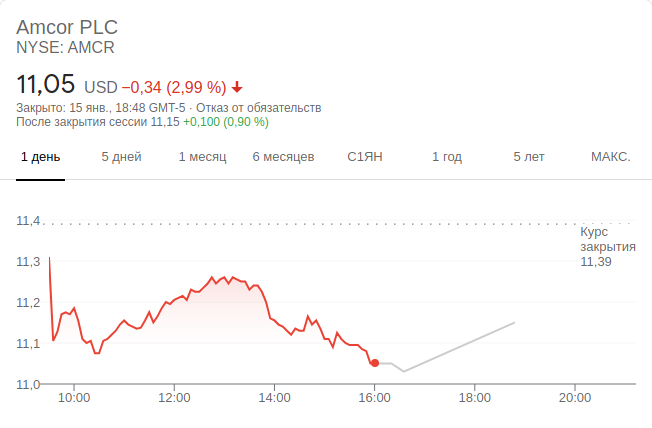 Amcor PLC
NYSE: AMCR
11,05 USD −0,34 (2,99 %)
Закрыто: 15 янв., 18:48 GMT-5 · Отказ от обязательств
После закрытия сессии 11,15 +0,100 (0,90 %)
1 день 5 дней 1 месяц 6 месяцев С1ЯН 1 год 5 лет МАКС.
11,4
Курс
закрытия
11,39
11,3
11,2
11,1
11,0
10:00 12:00 14:00 16:00 18:00 20:00